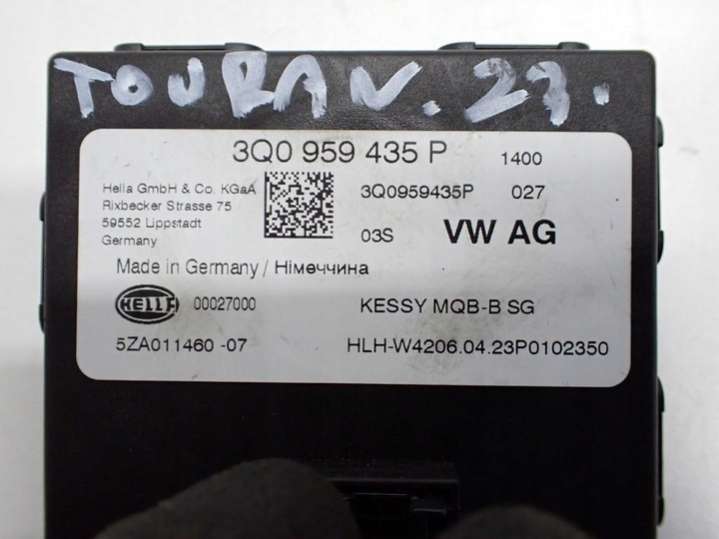 TOURAN. 23.
3Q0 959 435 P 1400
Hella GmbH & Co. KGaA 3Q0959435P 027
Rixbecker Strasse 75
59552 Lippstadt 03S VW AG
Germany
Made in Germany / Німеччина
HELLA 00027000 KESSY MQB-B SG
5ZA011460 -07 HLH-W4206.04.23P0102350